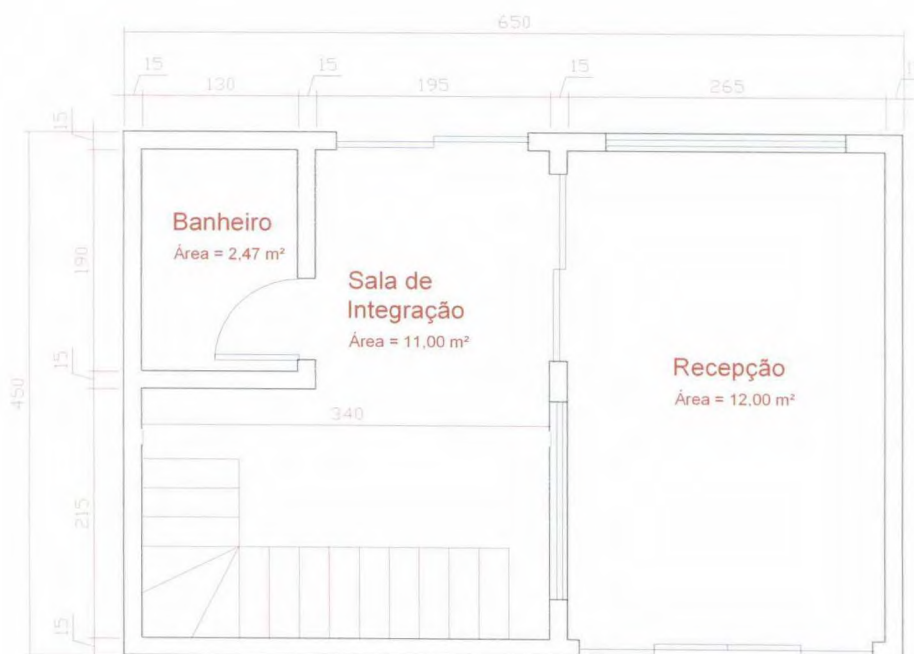 650
15
15
15
1
130
195
265
15
190
15
450
215
15
340
Banheiro
Área = 2,47 m²
Sala de
Integração
Área = 11,00 m²
Recepção
Área = 12,00 m²